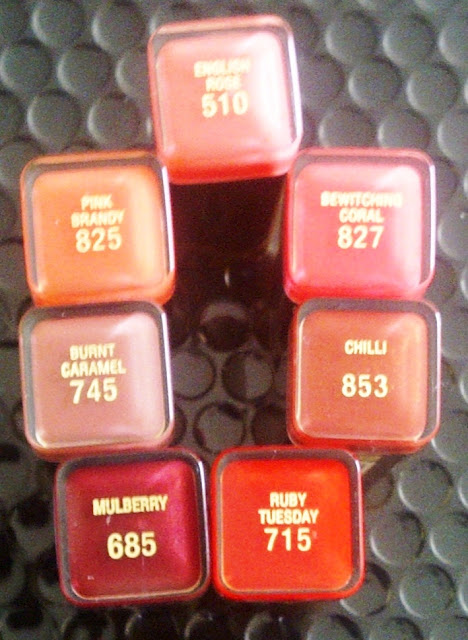 ENGLISH
ROSE
510
PINK
BRANDY
825
BEWITCHING
CORAL
827
BURNT
CARAMEL
745
CHILLI
853
MULBERRY
685
RUBY
TUESDAY
715